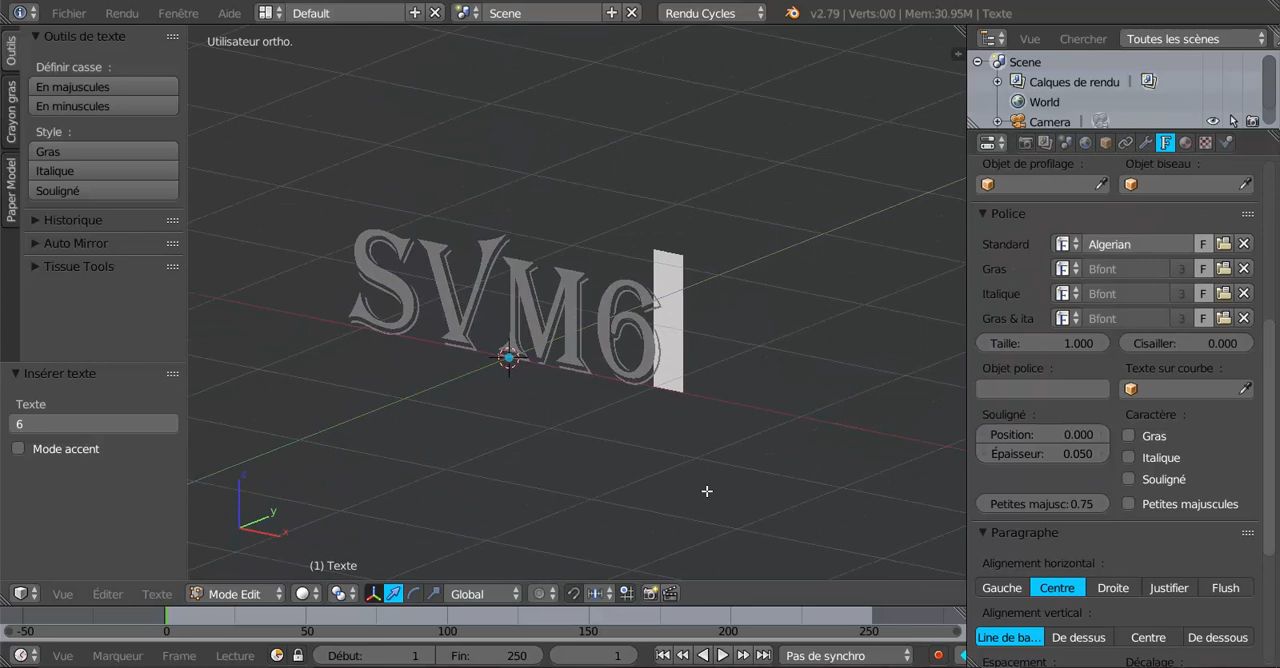 Fichier Rendu Fenêtre Aide Default Scene Rendu Cycles v2.79 | Verts:0/0 | Mem:30.95M | Texte
Outils
Crayon gras
Paper Model
Outils de texte
Définir casse :
En majuscules
En minuscules
Style :
Gras
Italique
Souligné
Historique
Auto Mirror
Tissue Tools
Insérer texte
Texte
6
Mode accent
Utilisateur ortho.
SVM6
z
y
x
(1) Texte
Vue Éditer Texte Mode Edit Global
-50 0 50 100 150 200 250
Vue Marqueur Frame Lecture Début: 1 Fin: 250 1 Pas de synchro
Vue Chercher Toutes les scènes
Scene
Calques de rendu
World
Camera
Objet de profilage : Objet biseau :
Police
Standard F Algerian F
Gras F Bfont 3 F
Italique F Bfont 3 F
Gras & ita F Bfont 3 F
Taille: 1.000 Cisailler: 0.000
Objet police : Texte sur courbe :
Souligné : Caractère :
Position: 0.000 Gras
Épaisseur: 0.050 Italique
Souligné
Petites majusc: 0.75 Petites majuscules
Paragraphe
Alignement horizontal :
Gauche Centre Droite Justifier Flush
Alignement vertical :
Line de ba... De dessus Centre De dessous
Espacement Décalage